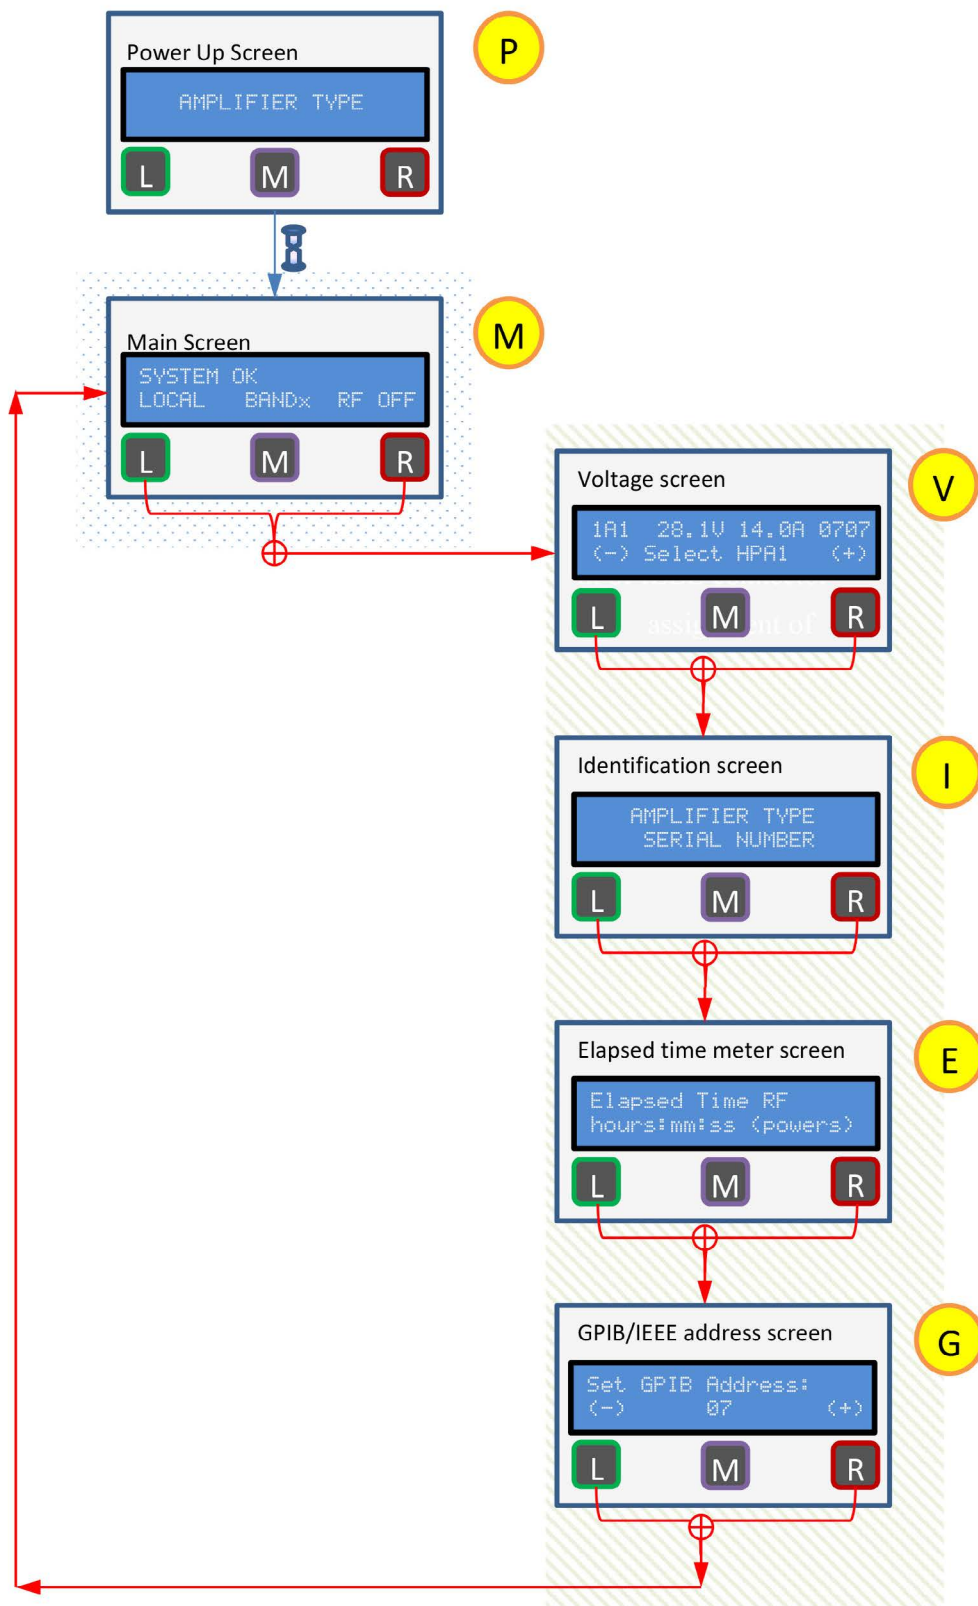 Power Up Screen
P
AMPLIFIER TYPE
L M R
Main Screen
M
SYSTEM OK
LOCAL BANDx RF OFF
L M R
Voltage screen
V
1A1 28.1V 14.0A 0707
(-) Select HPA1 (+)
L M R
assignment of
Identification screen
I
AMPLIFIER TYPE
SERIAL NUMBER
L M R
Elapsed time meter screen
E
Elapsed Time RF
hours:mm:ss (powers)
L M R
GPIB/IEEE address screen
G
Set GPIB Address:
(-) 07 (+)
L M R